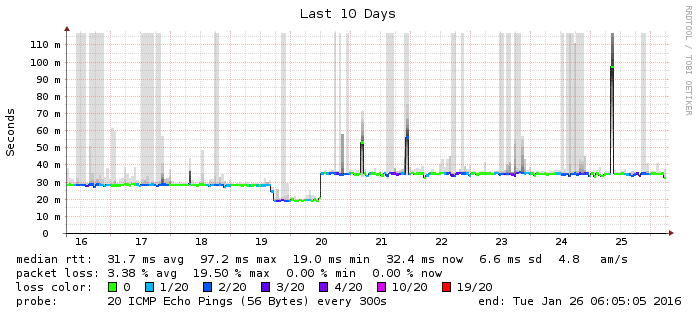 Last 10 Days
RRDTOOL / TOBI OETIKER
Seconds
110 m
100 m
90 m
80 m
70 m
60 m
50 m
40 m
30 m
20 m
10 m
0
16 17 18 19 20 21 22 23 24 25
median rtt: 31.7 ms avg 97.2 ms max 19.0 ms min 32.4 ms now 6.6 ms sd 4.8 am/s
packet loss: 3.38 % avg 19.50 % max 0.00 % min 0.00 % now
loss color: 0 1/20 2/20 3/20 4/20 10/20 19/20
probe: 20 ICMP Echo Pings (56 Bytes) every 300s end: Tue Jan 26 06:05:05 2016